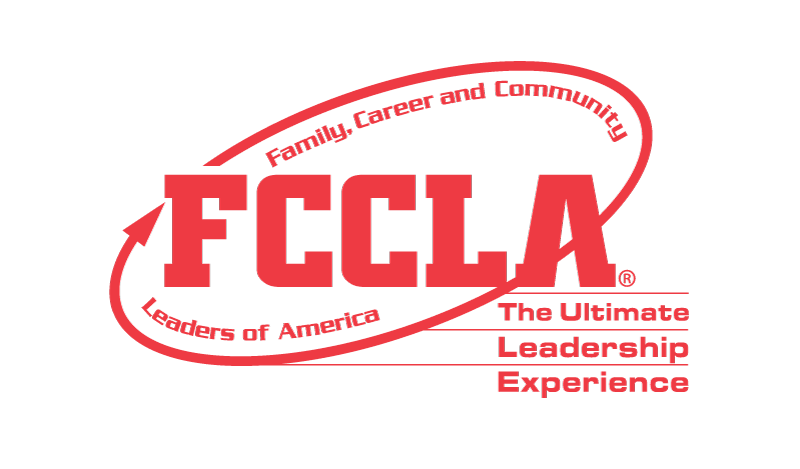 Family, Career and Community
FCCLA®
Leaders of America
The Ultimate
Leadership
Experience